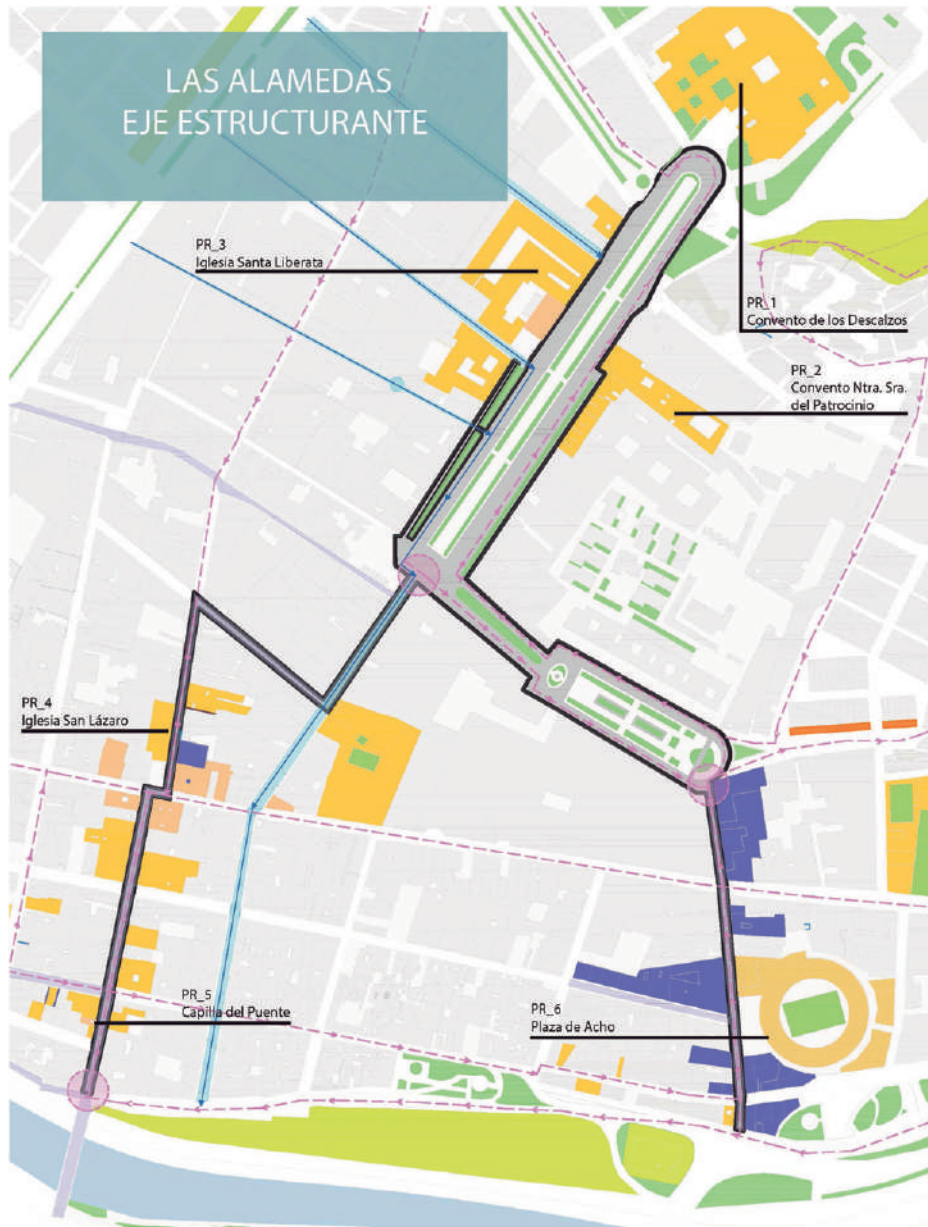 LAS ALAMEDAS
EJE ESTRUCTURANTE
PR_3
Iglesía Santa Liberata
PR_1
Convento de los Descalzos
PR_2
Convento Ntra. Sra.
del Patrocinio
PR_4
Iglesia San Lázaro
PR_5
Capilla del Puente
PR_6
Plaza de Acho